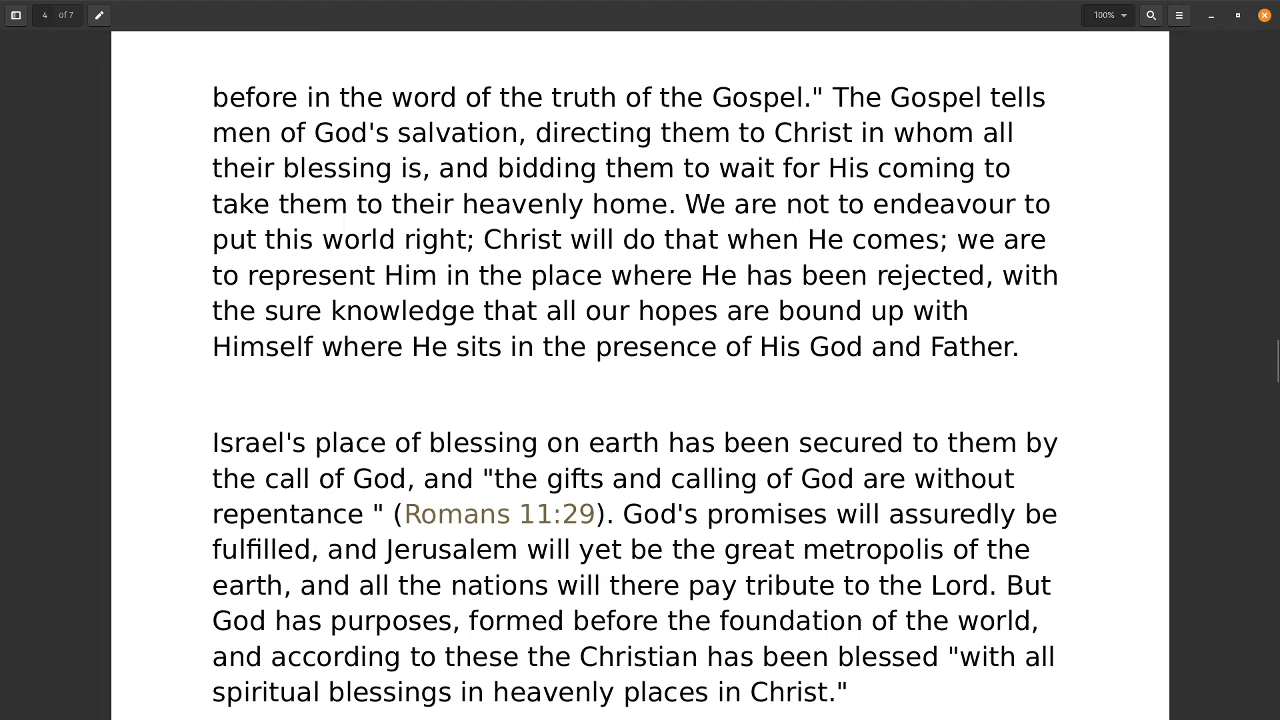 4 of 7
100%
before in the word of the truth of the Gospel." The Gospel tells
men of God's salvation, directing them to Christ in whom all
their blessing is, and bidding them to wait for His coming to
take them to their heavenly home. We are not to endeavour to
put this world right; Christ will do that when He comes; we are
to represent Him in the place where He has been rejected, with
the sure knowledge that all our hopes are bound up with
Himself where He sits in the presence of His God and Father.
Israel's place of blessing on earth has been secured to them by
the call of God, and "the gifts and calling of God are without
repentance " (Romans 11:29). God's promises will assuredly be
fulfilled, and Jerusalem will yet be the great metropolis of the
earth, and all the nations will there pay tribute to the Lord. But
God has purposes, formed before the foundation of the world,
and according to these the Christian has been blessed "with all
spiritual blessings in heavenly places in Christ."